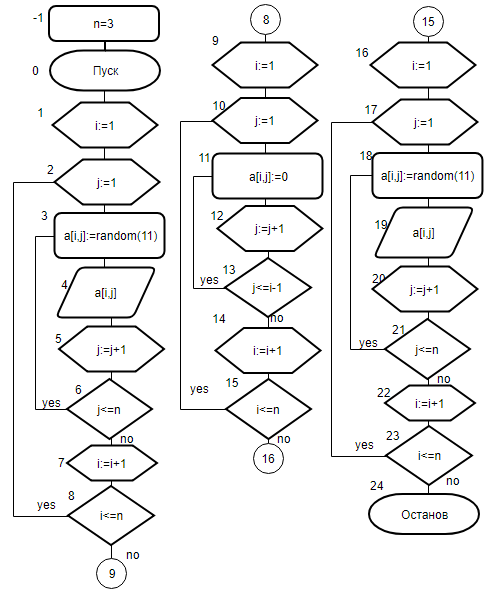 -1
n=3
0
Пуск
1
i:=1
2
j:=1
3
a[i,j]:=random(11)
4
a[i,j]
5
j:=j+1
6
j<=n
yes
no
7
i:=i+1
8
i<=n
yes
no
9
8
9
i:=1
10
j:=1
11
a[i,j]:=0
12
j:=j+1
13
j<=i-1
yes
no
14
i:=i+1
15
i<=n
yes
no
16
15
16
i:=1
17
j:=1
18
a[i,j]:=random(11)
19
a[i,j]
20
j:=j+1
21
j<=n
yes
no
22
i:=i+1
23
i<=n
yes
no
24
Останов